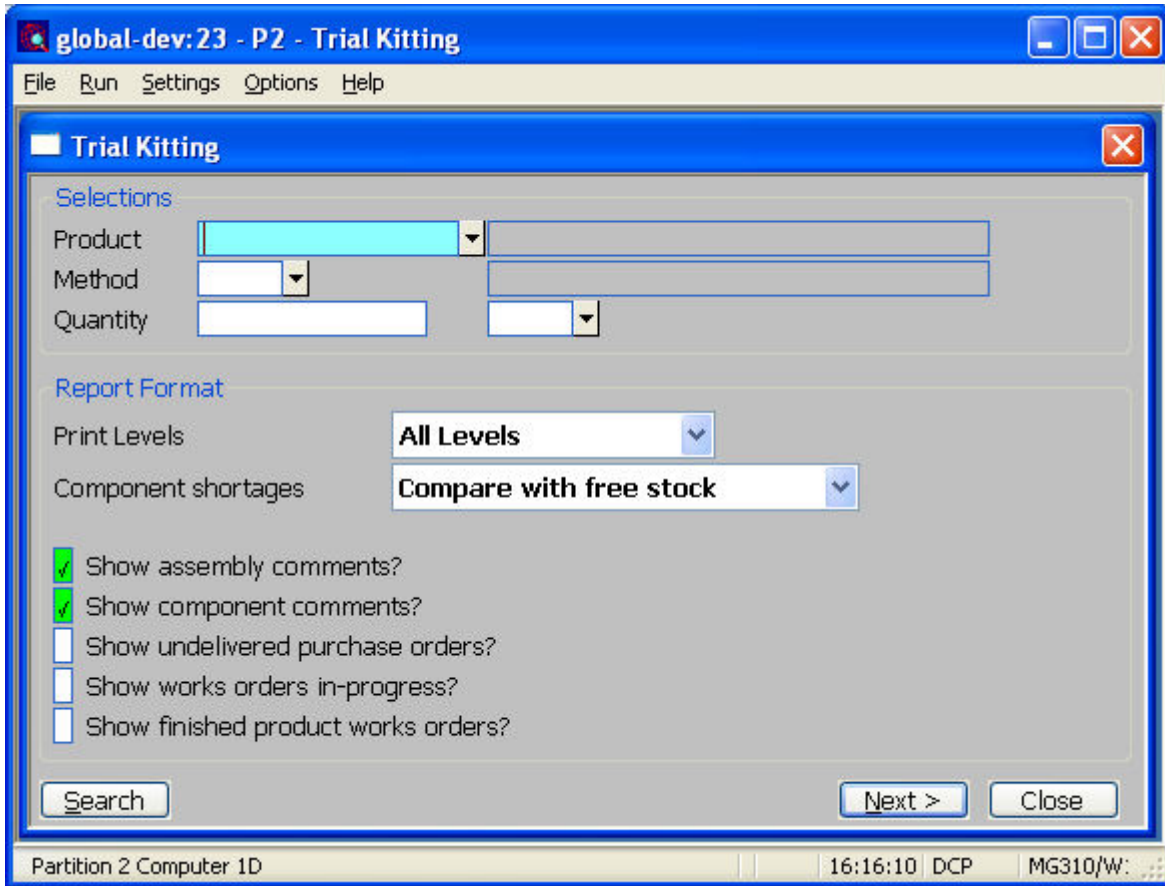 global-dev:23 - P2 - Trial Kitting
File Run Settings Options Help
Trial Kitting
Selections
Product
Method
Quantity
Report Format
Print Levels All Levels
Component shortages Compare with free stock
Show assembly comments?
Show component comments?
Show undelivered purchase orders?
Show works orders in-progress?
Show finished product works orders?
Search Next > Close
Partition 2 Computer 1D 16:16:10 DCP MG310/W: